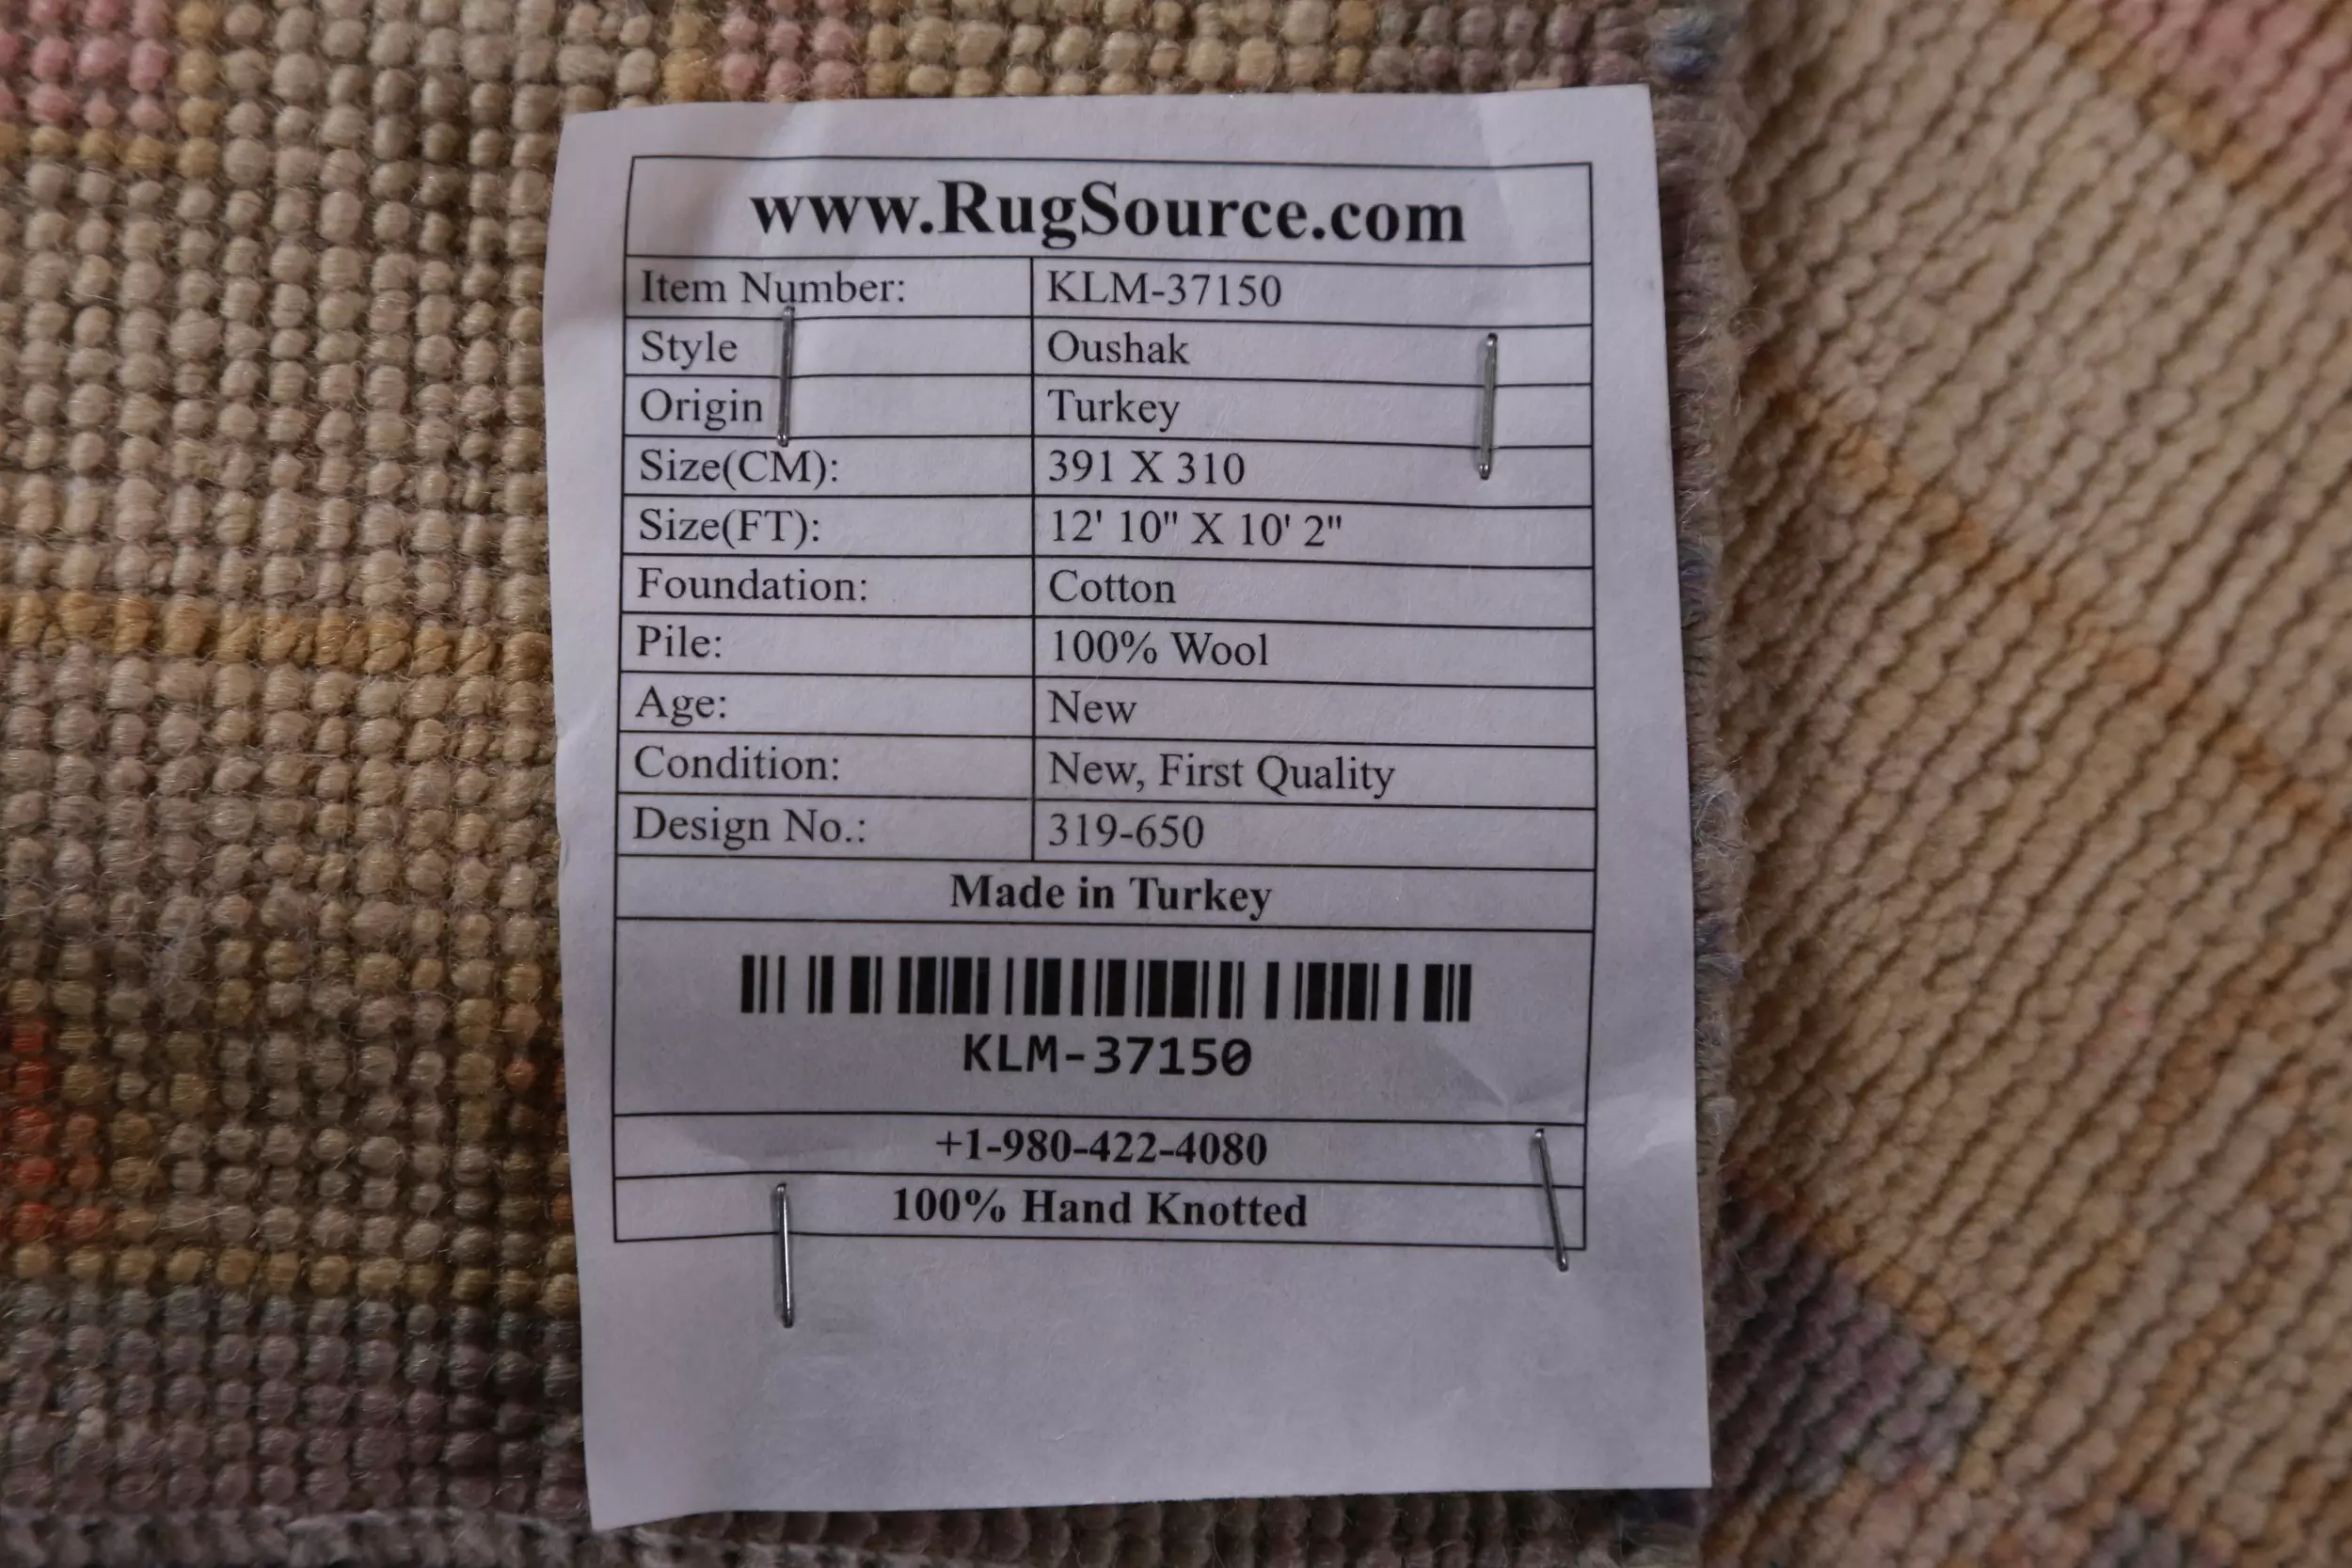 www.RugSource.com
Item Number: KLM-37150
Style Oushak
Origin Turkey
Size(CM): 391 X 310
Size(FT): 12' 10" X 10' 2"
Foundation: Cotton
Pile: 100% Wool
Age: New
Condition: New, First Quality
Design No.: 319-650
Made in Turkey
KLM-37150
+1-980-422-4080
100% Hand Knotted